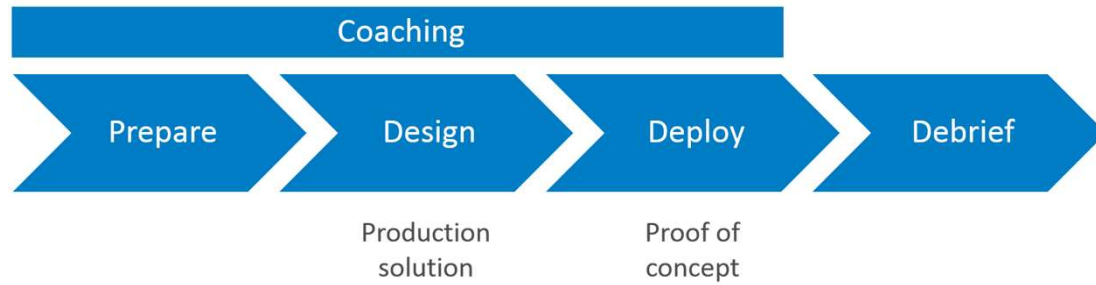 Coaching
Prepare
Design
Deploy
Debrief
Production
solution
Proof of
concept